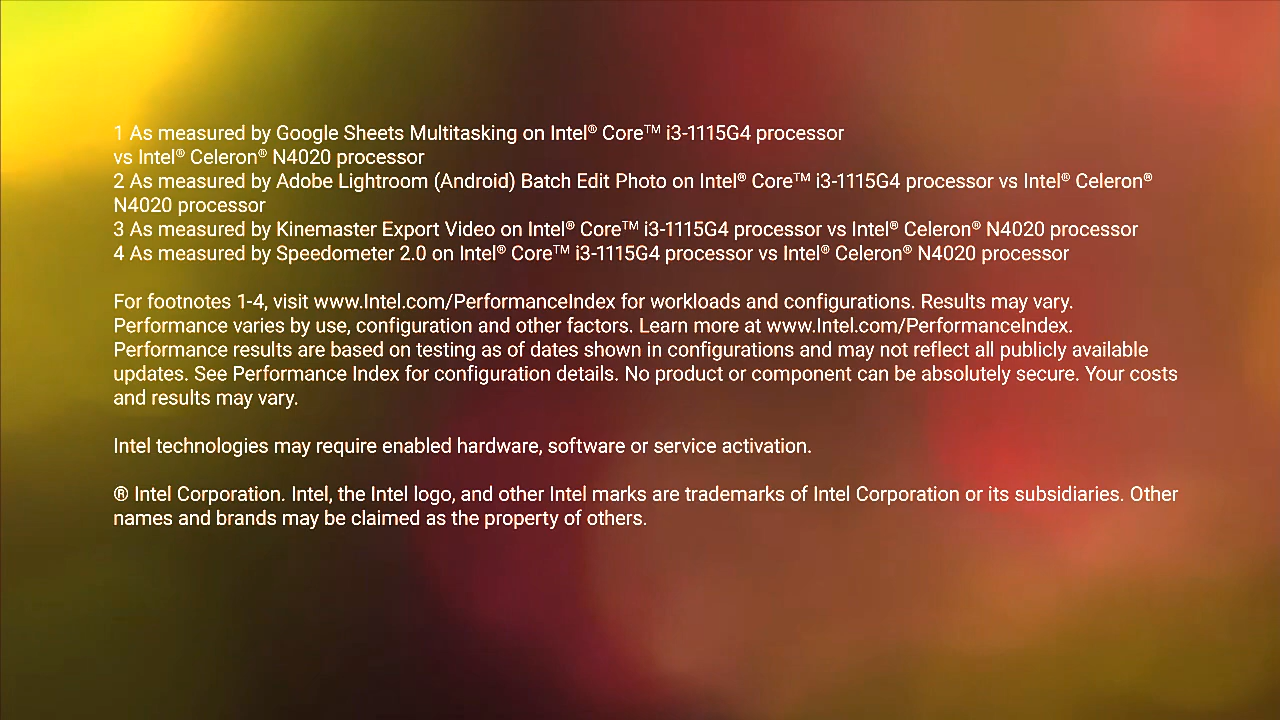 1 As measured by Google Sheets Multitasking on Intel® Core™ i3-1115G4 processor
vs Intel® Celeron® N4020 processor
2 As measured by Adobe Lightroom (Android) Batch Edit Photo on Intel® Core™ i3-1115G4 processor vs Intel® Celeron®
N4020 processor
3 As measured by Kinemaster Export Video on Intel® Core™ i3-1115G4 processor vs Intel® Celeron® N4020 processor
4 As measured by Speedometer 2.0 on Intel® Core™ i3-1115G4 processor vs Intel® Celeron® N4020 processor
For footnotes 1-4, visit www.Intel.com/PerformanceIndex for workloads and configurations. Results may vary.
Performance varies by use, configuration and other factors. Learn more at www.Intel.com/PerformanceIndex.
Performance results are based on testing as of dates shown in configurations and may not reflect all publicly available
updates. See Performance Index for configuration details. No product or component can be absolutely secure. Your costs
and results may vary.
Intel technologies may require enabled hardware, software or service activation.
® Intel Corporation. Intel, the Intel logo, and other Intel marks are trademarks of Intel Corporation or its subsidiaries. Other
names and brands may be claimed as the property of others.